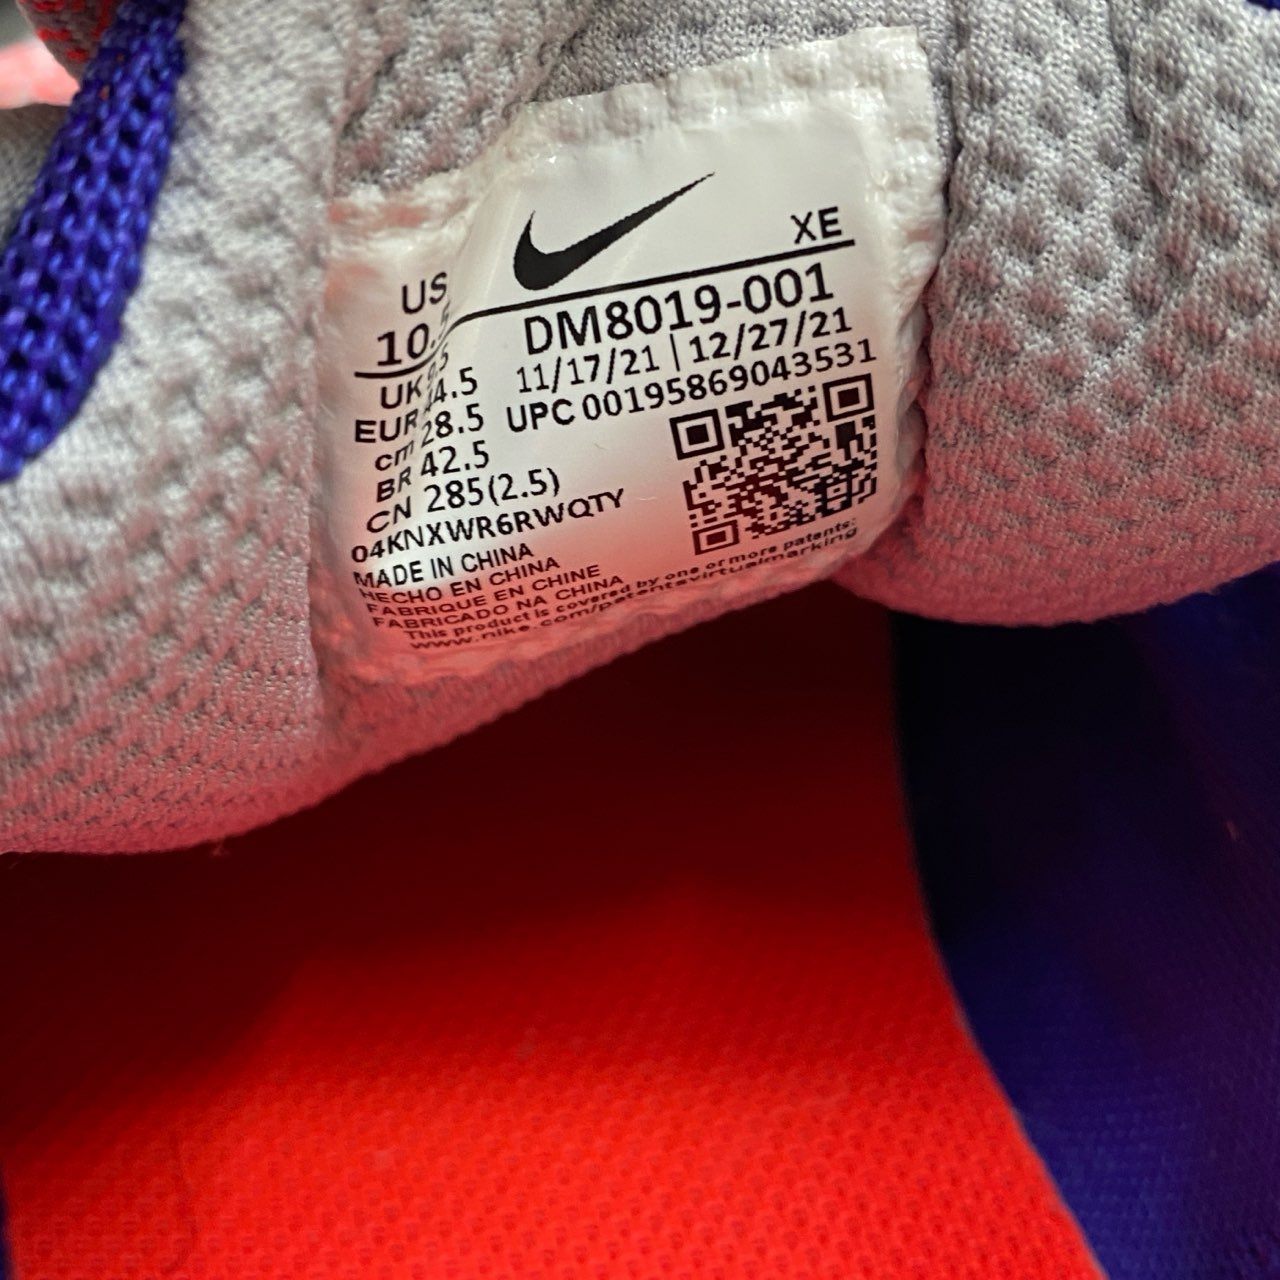 XE
US
10.5
DM8019-001
11/17/21 | 12/27/21
UPC 00195869043531
UK 9.5
EUR 44.5
cm 28.5
BR 42.5
CN 285(2.5)
04KNXWR6RWQTY
MADE IN CHINA
HECHO EN CHINA
FABRIQUE EN CHINE
FABRICADO NA CHINA
This product is covered by one or more patents:
www.nike.com/patentsvirtualmarking